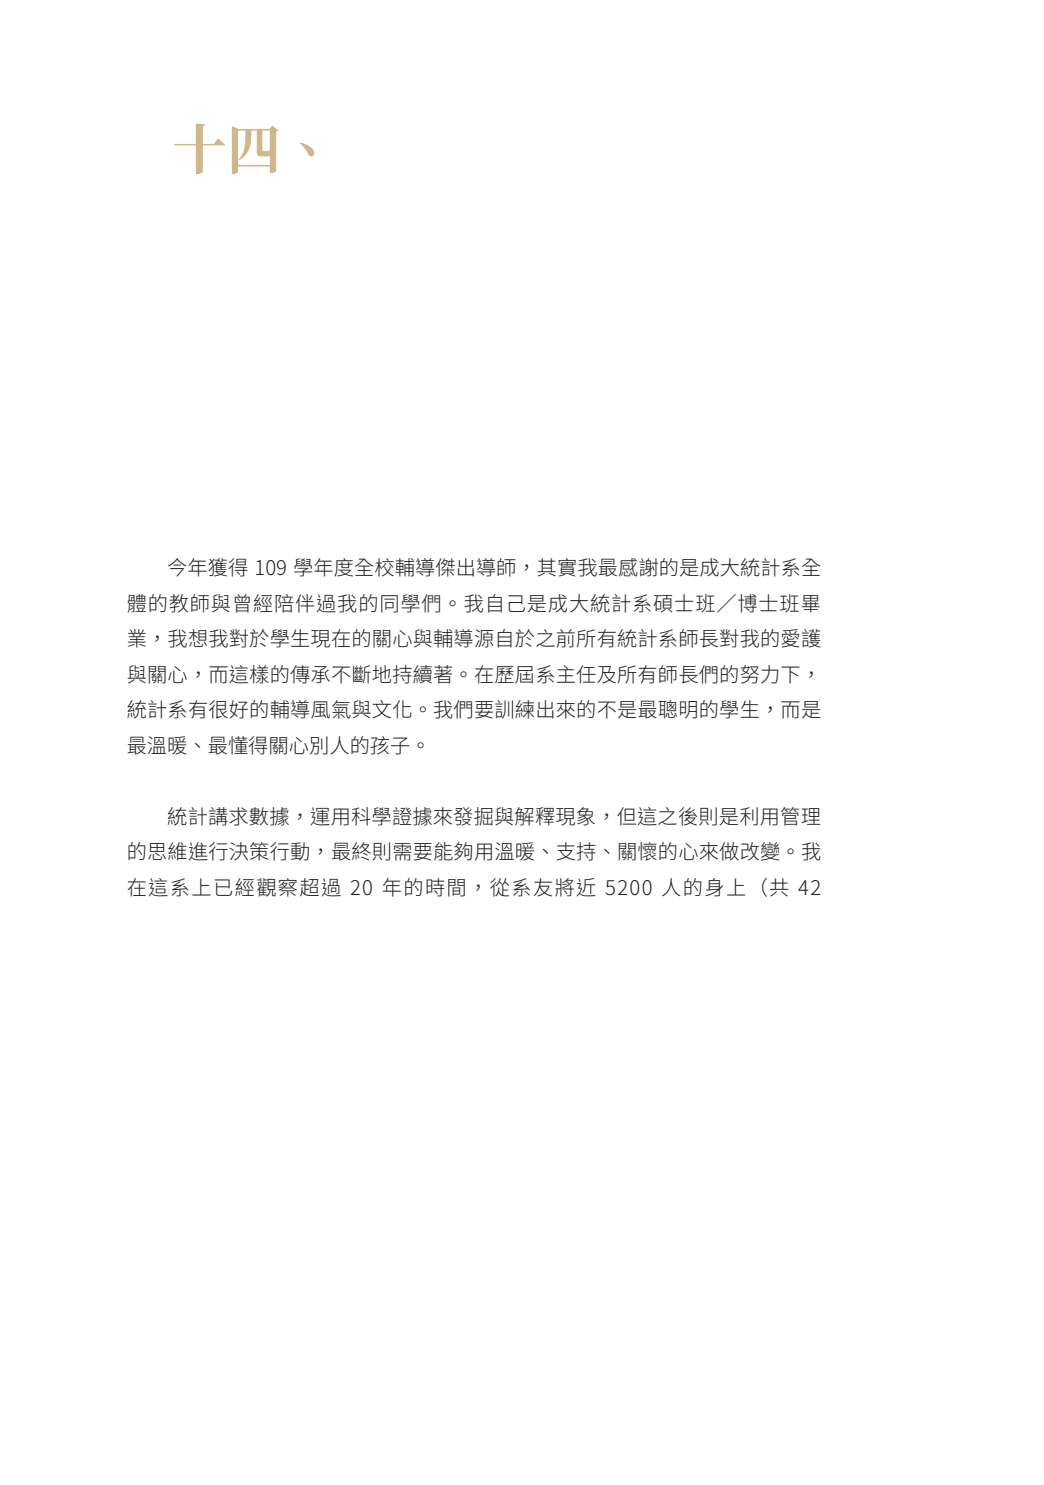 十四、
今年獲得 109 學年度全校輔導傑出導師，其實我最感謝的是成大統計系全
體的教師與曾經陪伴過我的同學們。我自己是成大統計系碩士班／博士班畢
業，我想我對於學生現在的關心與輔導源自於之前所有統計系師長對我的愛護
與關心，而這樣的傳承不斷地持續著。在歷屆系主任及所有師長們的努力下，
統計系有很好的輔導風氣與文化。我們要訓練出來的不是最聰明的學生，而是
最溫暖、最懂得關心別人的孩子。
統計講求數據，運用科學證據來發掘與解釋現象，但這之後則是利用管理
的思維進行決策行動，最終則需要能夠用溫暖、支持、關懷的心來做改變。我
在這系上已經觀察超過 20 年的時間，從系友將近 5200 人的身上（共 42